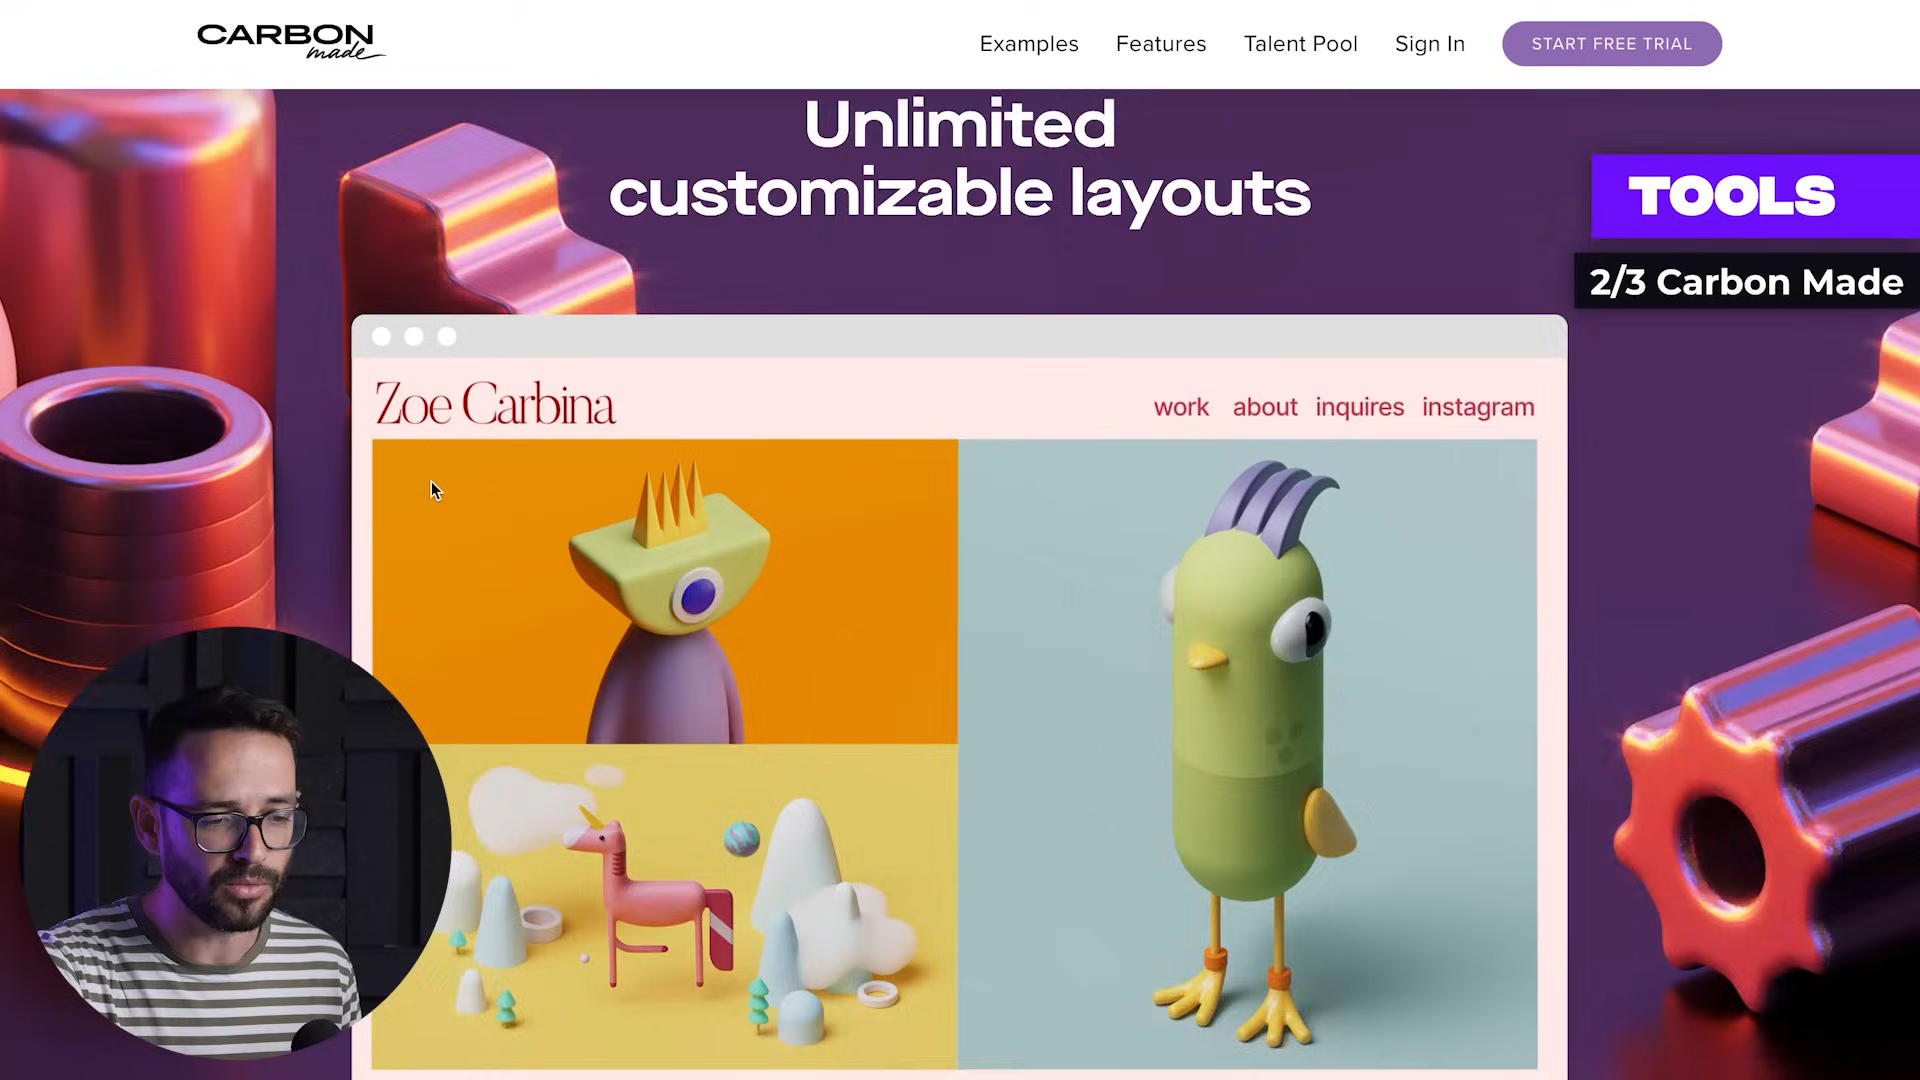 CARBON
made
Examples Features Talent Pool Sign In START FREE TRIAL
Unlimited
customizable layouts
TOOLS
2/3 Carbon Made
Zoe Carbina
work about inquires instagram